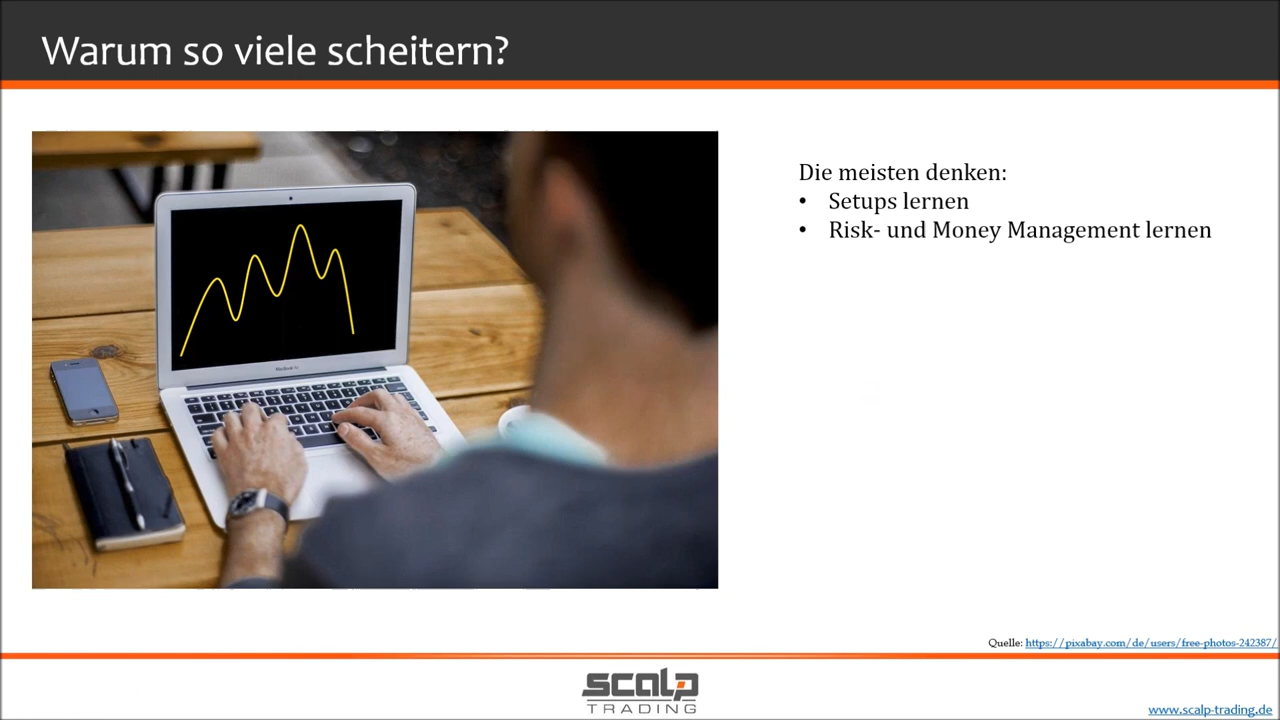 Warum so viele scheitern?
Die meisten denken:
• Setups lernen
• Risk- und Money Management lernen
Quelle: https://pixabay.com/de/users/free-photos-242387/
SCALP
TRADING
www.scalp-trading.de